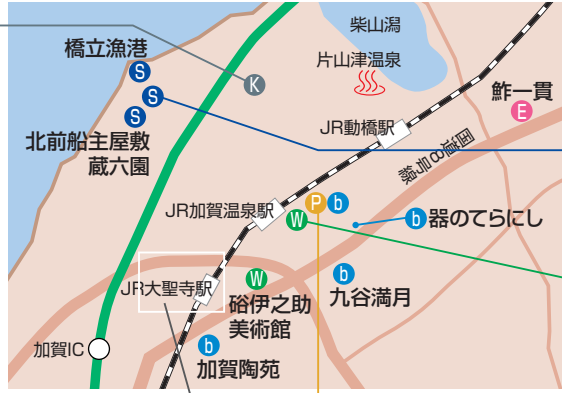 柴山潟
橋立漁港
片山津温泉
S
S
K
鮓一貫
S
E
北前船主屋敷
蔵六園
JR動橋駅
国道8号線
JR加賀温泉駅
P
b
W
b 器のてらにし
JR大聖寺駅
W
b
硲伊之助
美術館
九谷満月
加賀IC
b
加賀陶苑